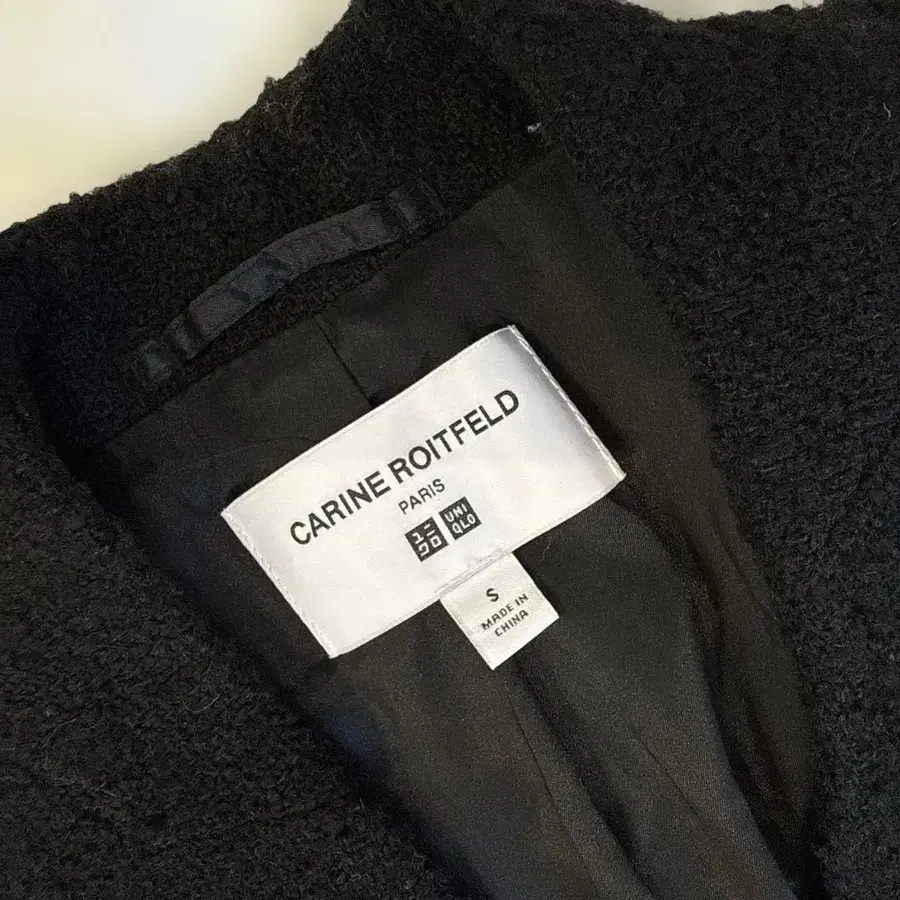 CARINE ROITFELD
PARIS
ユニ UNI
クロ QLO
S
MADE IN
CHINA